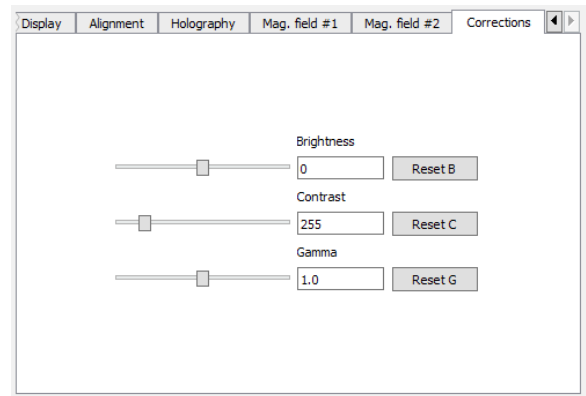 Display Alignment Holography Mag. field #1 Mag. field #2 Corrections
Brightness
0 Reset B
Contrast
255 Reset C
Gamma
1.0 Reset G